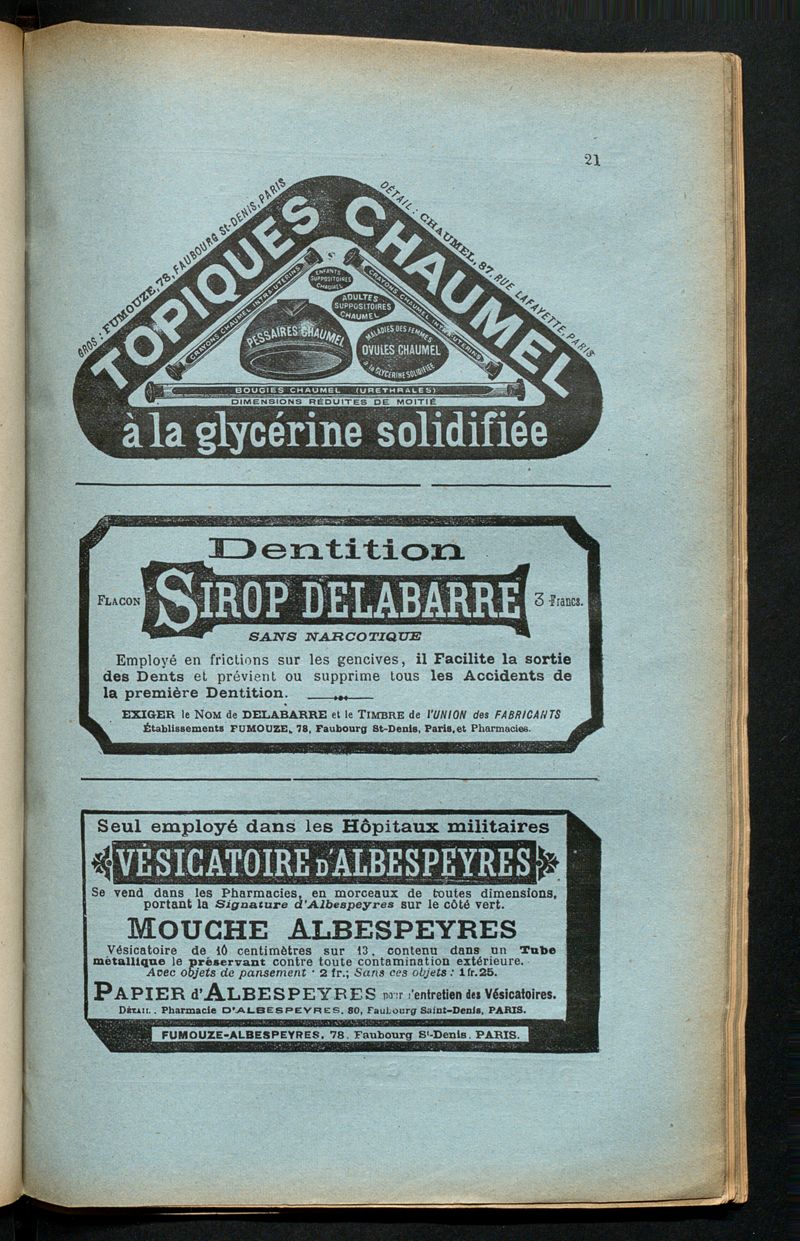 21
GROS : FUMOUZE, 78, FAUBOURG St-DENIS, PARIS
DÉTAIL : CHAUMEL, 87, RUE LAFAYETTE, PARIS
TOPIQUES CHAUMEL
CRAYONS CHAUMEL INTRA-UTERINS
CRAYONS CHAUMEL INTRA-UTERINS
ENFANTS
SUPPOSITOIRES
CHAUMEL
ADULTES
SUPPOSITOIRES
CHAUMEL
PESSAIRES CHAUMEL
MALADIES DES FEMMES
OVULES CHAUMEL
à la GLYCÉRINE SOLIDIFIÉE
BOUGIES CHAUMEL (URETHRALES)
DIMENSIONS RÉDUITES DE MOITIÉ
à la glycérine solidifiée
Dentition
FLACON SIROP DELABARRE 3 Francs.
SANS NARCOTIQUE
Employé en frictions sur les gencives, il Facilite la sortie
des Dents et prévient ou supprime tous les Accidents de
la première Dentition.
EXIGER le NOM de DELABARRE et le TIMBRE de l'UNION des FABRICANTS
Établissements FUMOUZE, 78, Faubourg St-Denis, Paris, et Pharmacies.
Seul employé dans les Hôpitaux militaires
VÉSICATOIRE D'ALBESPEYRES
Se vend dans les Pharmacies, en morceaux de toutes dimensions,
portant la Signature d'Albespeyres sur le côté vert.
MOUCHE ALBESPEYRES
Vésicatoire de 10 centimètres sur 13, contenu dans un Tube
métallique le préservant contre toute contamination extérieure.
Avec objets de pansement : 2 fr.; Sans ces objets : 1 fr. 25.
PAPIER d'ALBESPEYRES pour l'entretien des Vésicatoires.
DÉTAIL : Pharmacie D'ALBESPEYRES, 80, Faubourg Saint-Denis, PARIS.
FUMOUZE-ALBESPEYRES, 78, Faubourg St-Denis, PARIS.